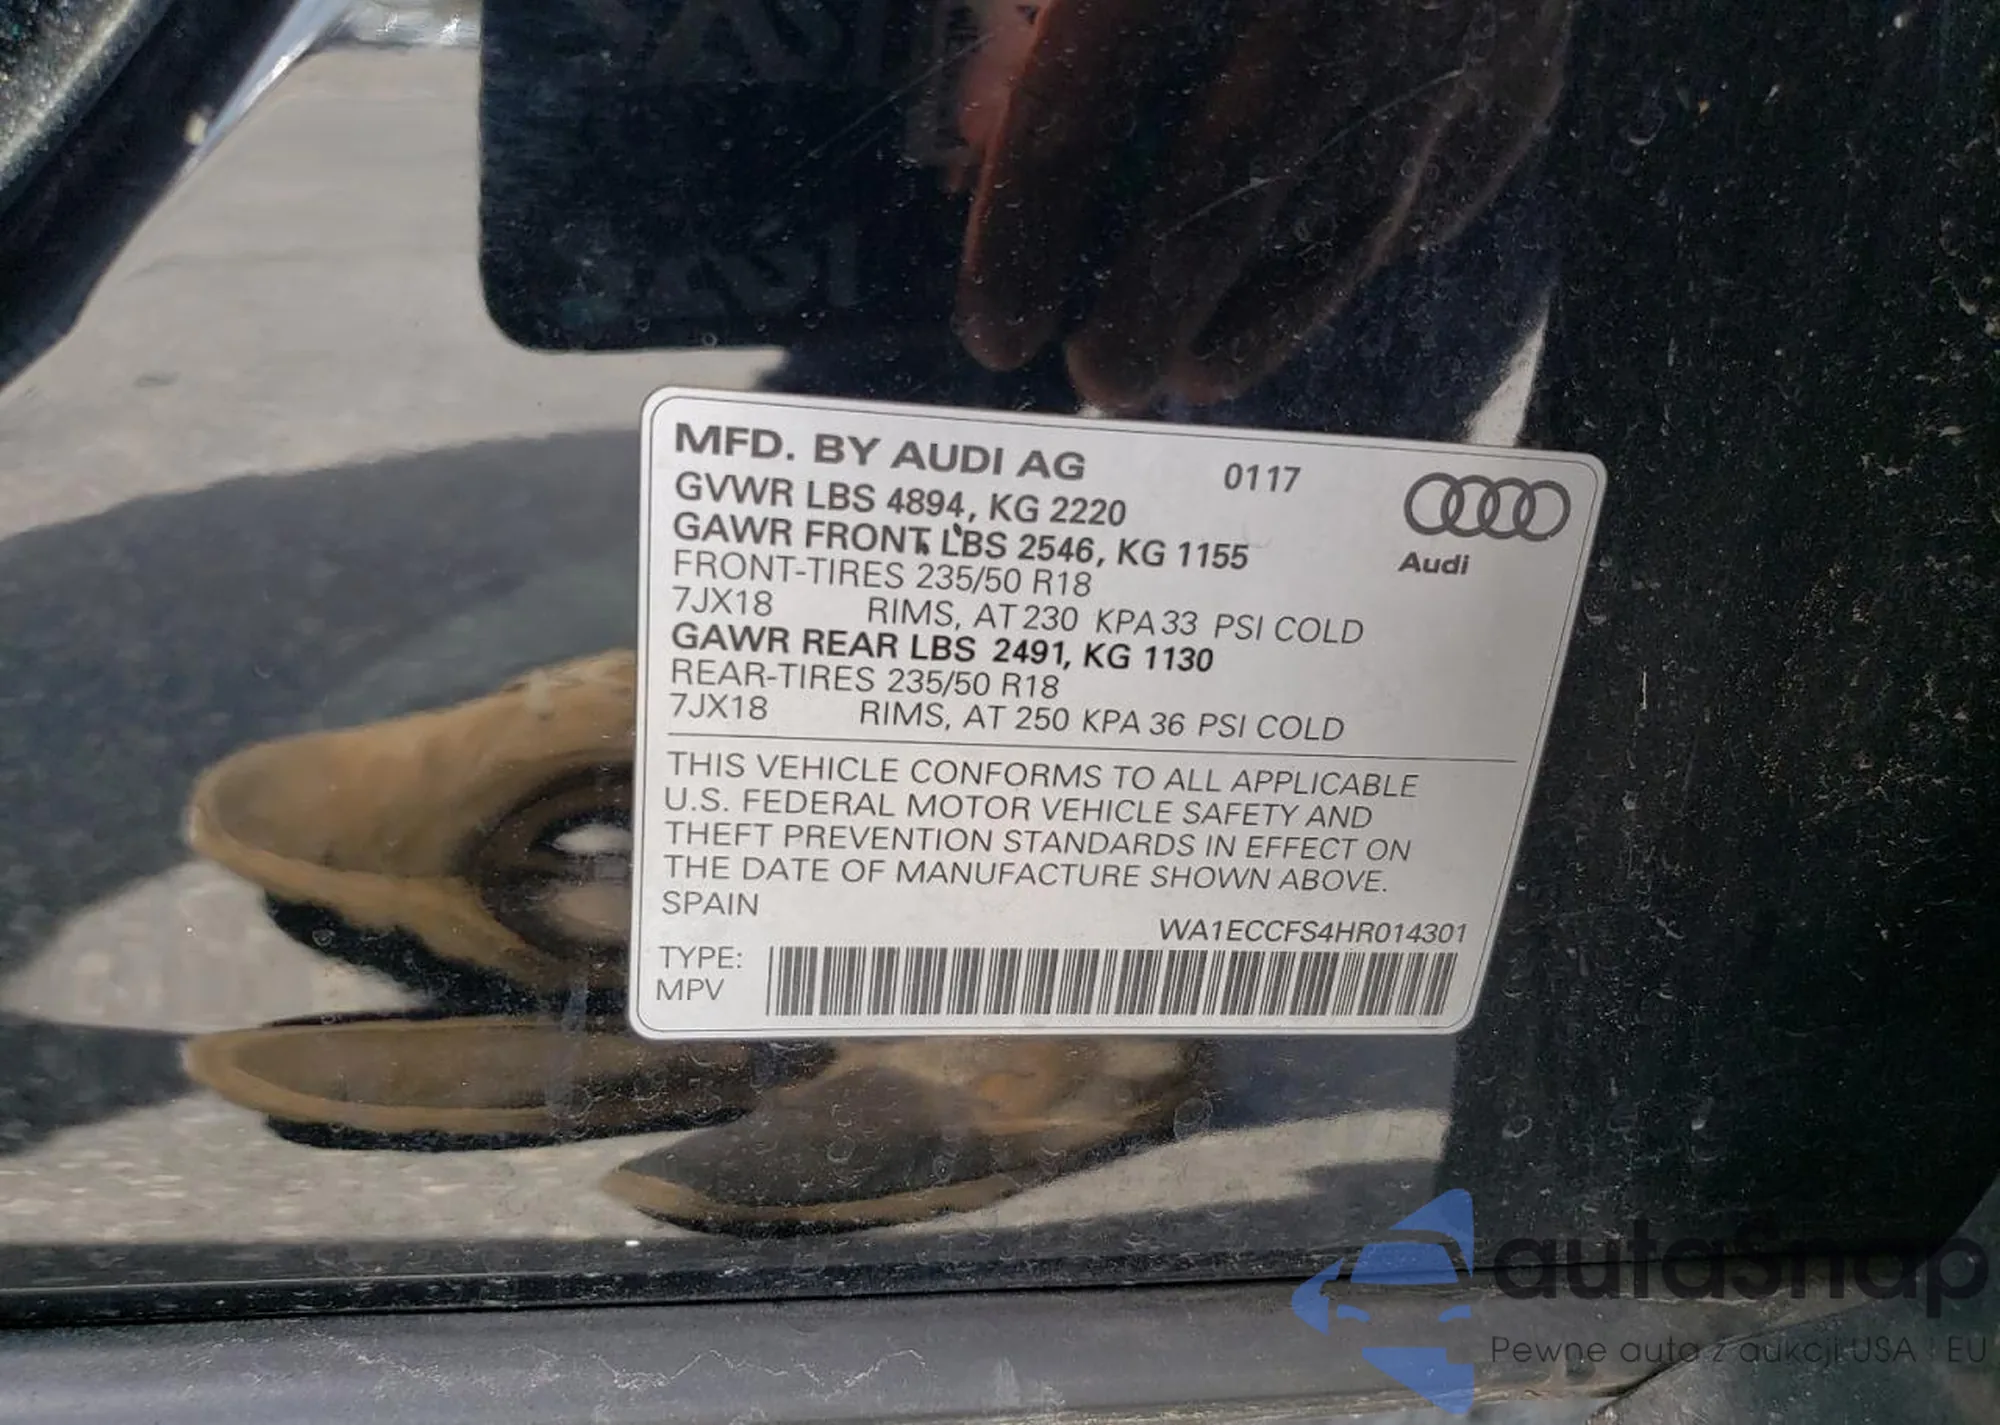 MFD. BY AUDI AG 0117
GVWR LBS 4894, KG 2220
GAWR FRONT, LBS 2546, KG 1155
Audi
FRONT-TIRES 235/50 R18
7JX18 RIMS, AT 230 KPA 33 PSI COLD
GAWR REAR LBS 2491, KG 1130
REAR-TIRES 235/50 R18
7JX18 RIMS, AT 250 KPA 36 PSI COLD
THIS VEHICLE CONFORMS TO ALL APPLICABLE
U.S. FEDERAL MOTOR VEHICLE SAFETY AND
THEFT PREVENTION STANDARDS IN EFFECT ON
THE DATE OF MANUFACTURE SHOWN ABOVE.
SPAIN
WA1ECCFS4HR014301
TYPE:
MPV
autasnap
Pewne auta z aukcji USA i EU